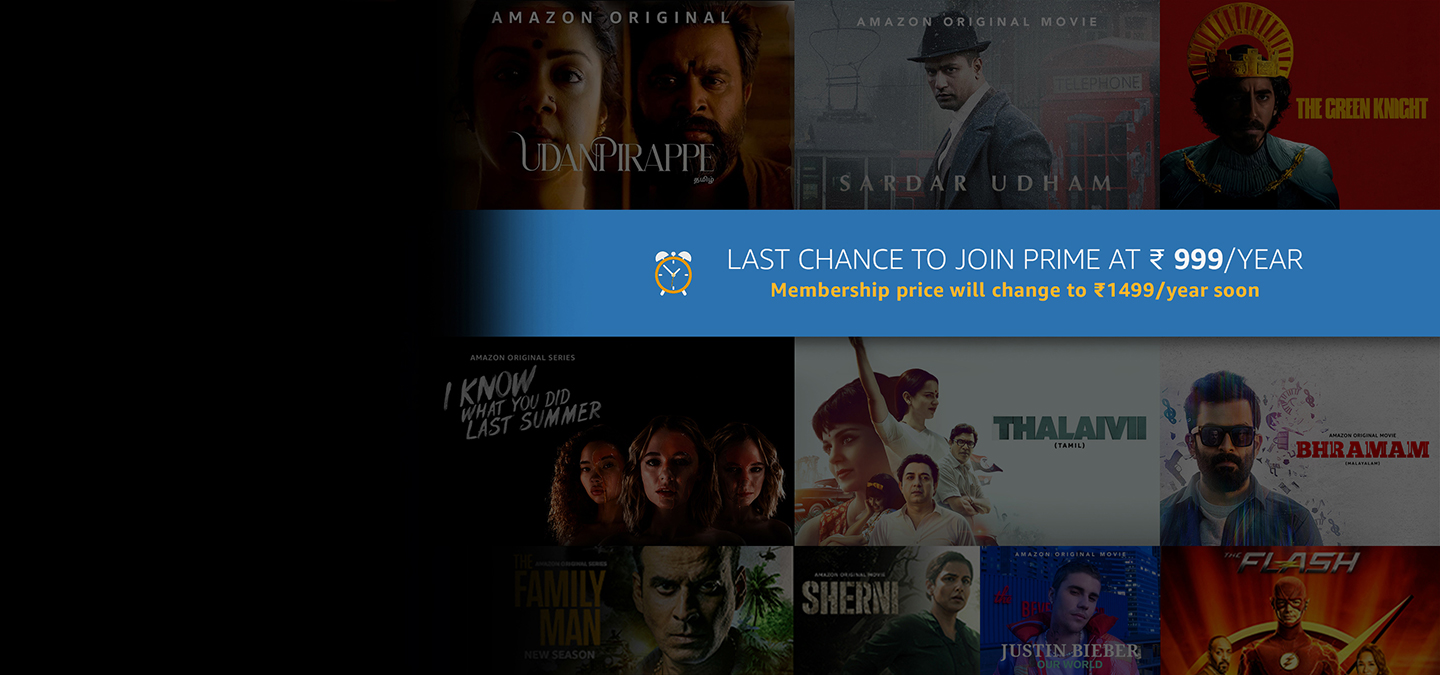 AMAZON ORIGINAL
UDANPIRAPPE
தமிழ்
AMAZON ORIGINAL MOVIE
TELEPHONE
SARDAR UDHAM
THE GREEN KNIGHT
LAST CHANCE TO JOIN PRIME AT ₹ 999/YEAR
Membership price will change to ₹1499/year soon
AMAZON ORIGINAL SERIES
I KNOW
WHAT YOU DID
LAST SUMMER
THALAIVII
(TAMIL)
AMAZON ORIGINAL MOVIE
BHRAMAM
(MALAYALAM)
AMAZON ORIGINAL SERIES
THE
FAMILY
MAN
NEW SEASON
AMAZON ORIGINAL MOVIE
SHERNI
AMAZON ORIGINAL MOVIE
JUSTIN BIEBER
OUR WORLD
THE
FLASH